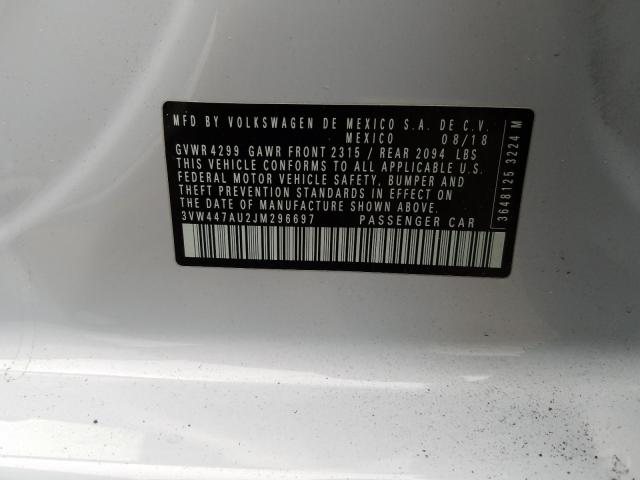 MFD BY VOLKSWAGEN DE MEXICO S.A. DE C.V.
MEXICO 08/18
GVWR 4299 GAWR FRONT 2315 / REAR 2094 LBS
THIS VEHICLE CONFORMS TO ALL APPLICABLE U.S.
FEDERAL MOTOR VEHICLE SAFETY, BUMPER AND
THEFT PREVENTION STANDARDS IN EFFECT ON
THE DATE OF MANUFACTURE SHOWN ABOVE.
3VW447AU2JM296697 PASSENGER CAR
3648125 3224 M